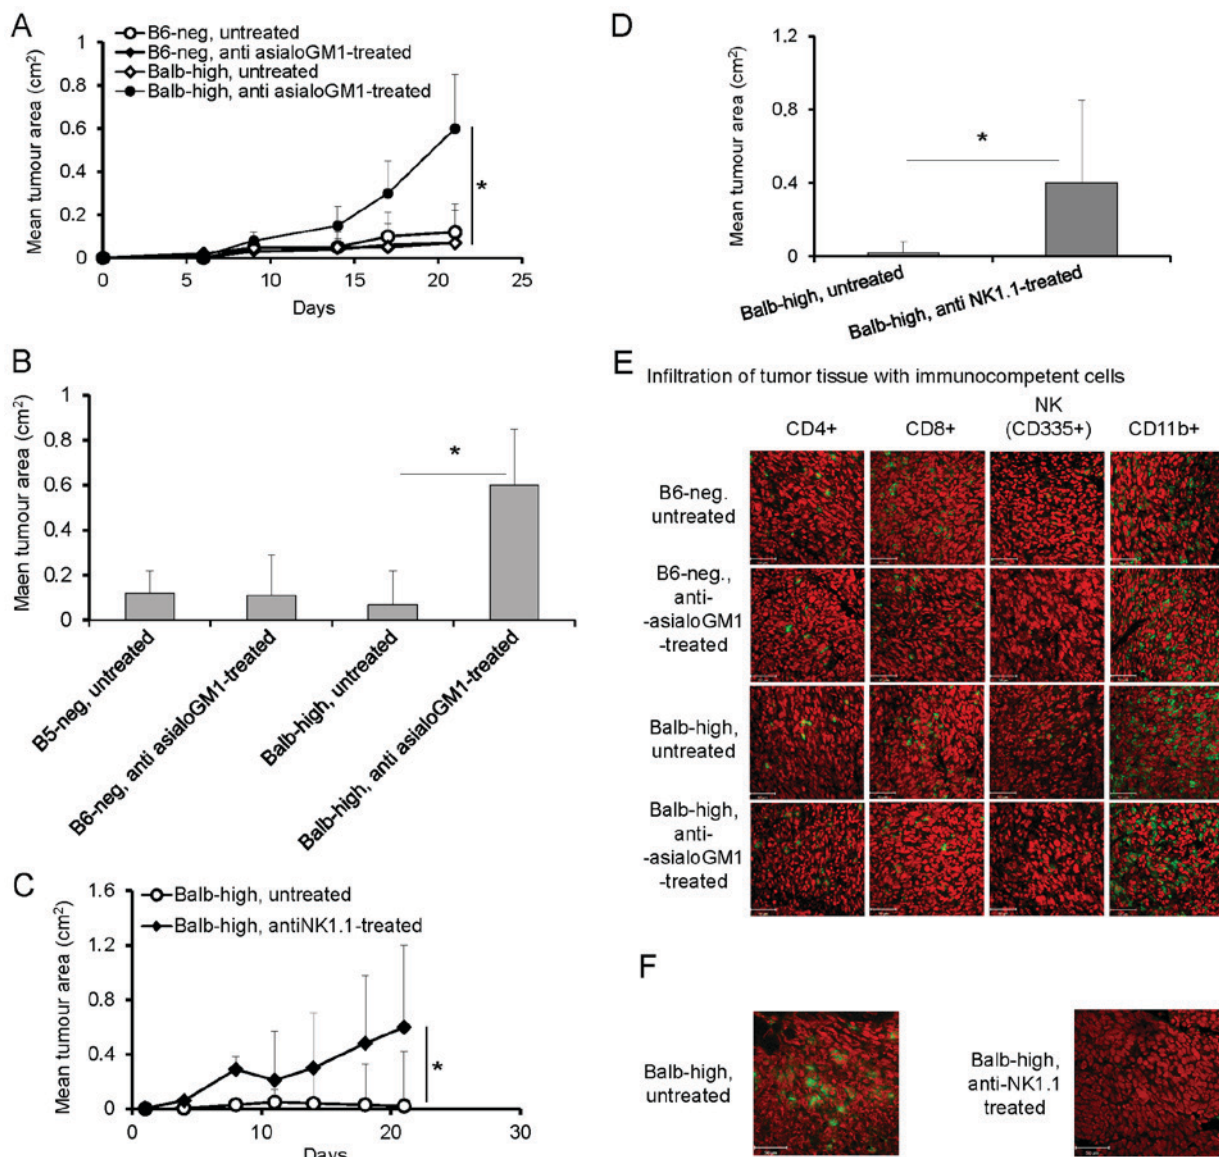 A
B6-neg, untreated
B6-neg, anti asialoGM1-treated
Balb-high, untreated
Balb-high, anti asialoGM1-treated
Mean tumour area (cm²)
1
0.8
0.6
0.4
0.2
0
*
0 5 10 15 20 25
Days
B
Maen tumour area (cm²)
1
0.8
0.6
0.4
0.2
0
*
B5-neg, untreated
B6-neg, anti asialoGM1-treated
Balb-high, untreated
Balb-high, anti asialoGM1-treated
C
Balb-high, untreated
Balb-high, antiNK1.1-treated
Mean tumour area (cm²)
1.6
1.2
0.8
0.4
0
*
0 10 20 30
Days
D
Mean tumour area (cm²)
1.2
0.8
0.4
0
*
Balb-high, untreated
Balb-high, anti NK1.1-treated
E
Infiltration of tumor tissue with immunocompetent cells
NK
CD4+ CD8+ (CD335+) CD11b+
B6-neg.
untreated
B6-neg.,
anti-
-asialoGM1
-treated
Balb-high,
untreated
Balb-high,
anti-
-asialoGM1
-treated
F
Balb-high,
untreated
Balb-high,
anti-NK1.1
treated